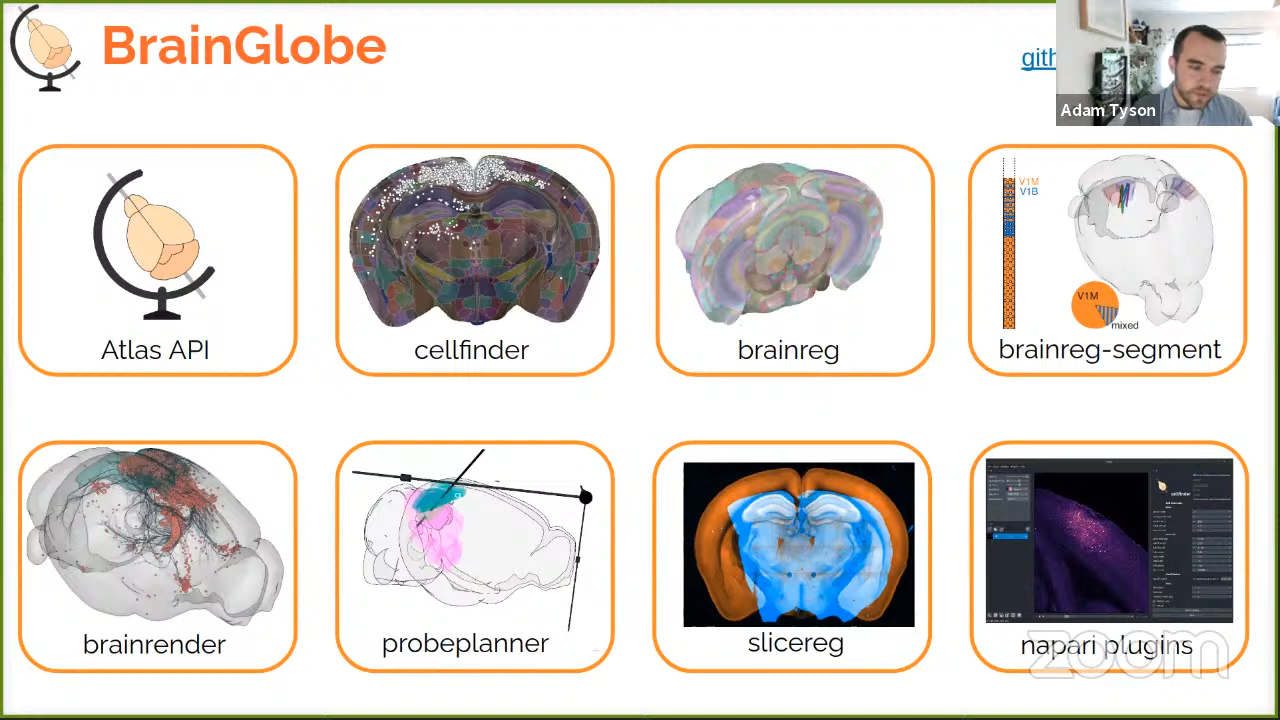 BrainGlobe
gith
Adam Tyson
Atlas API
cellfinder
brainreg
V1M
V1B
V1M
mixed
brainreg-segment
brainrender
probeplanner
slicereg
cellfinder
napari plugins
zoom